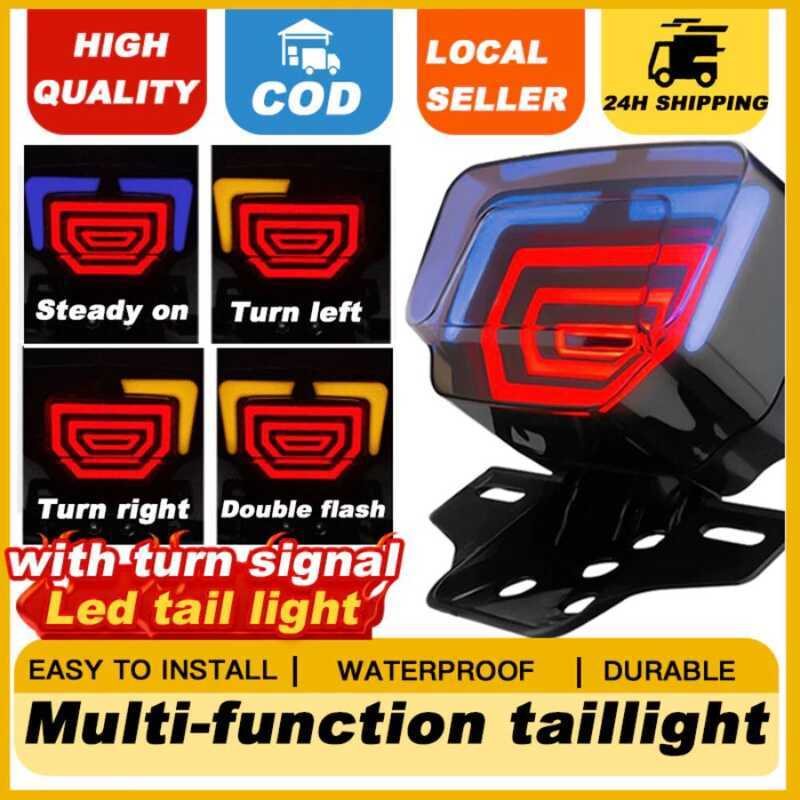 HIGH
QUALITY
COD
LOCAL
SELLER
24H SHIPPING
Steady on
Turn left
Turn right
Double flash
with turn signal
Led tail light
EASY TO INSTALL | WATERPROOF | DURABLE
Multi-function taillight